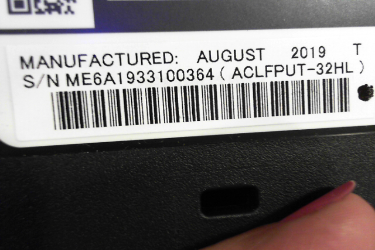 MANUFACTURED: AUGUST 2019 T
S/N ME6A1933100364 ( ACLFPUT-32HL )